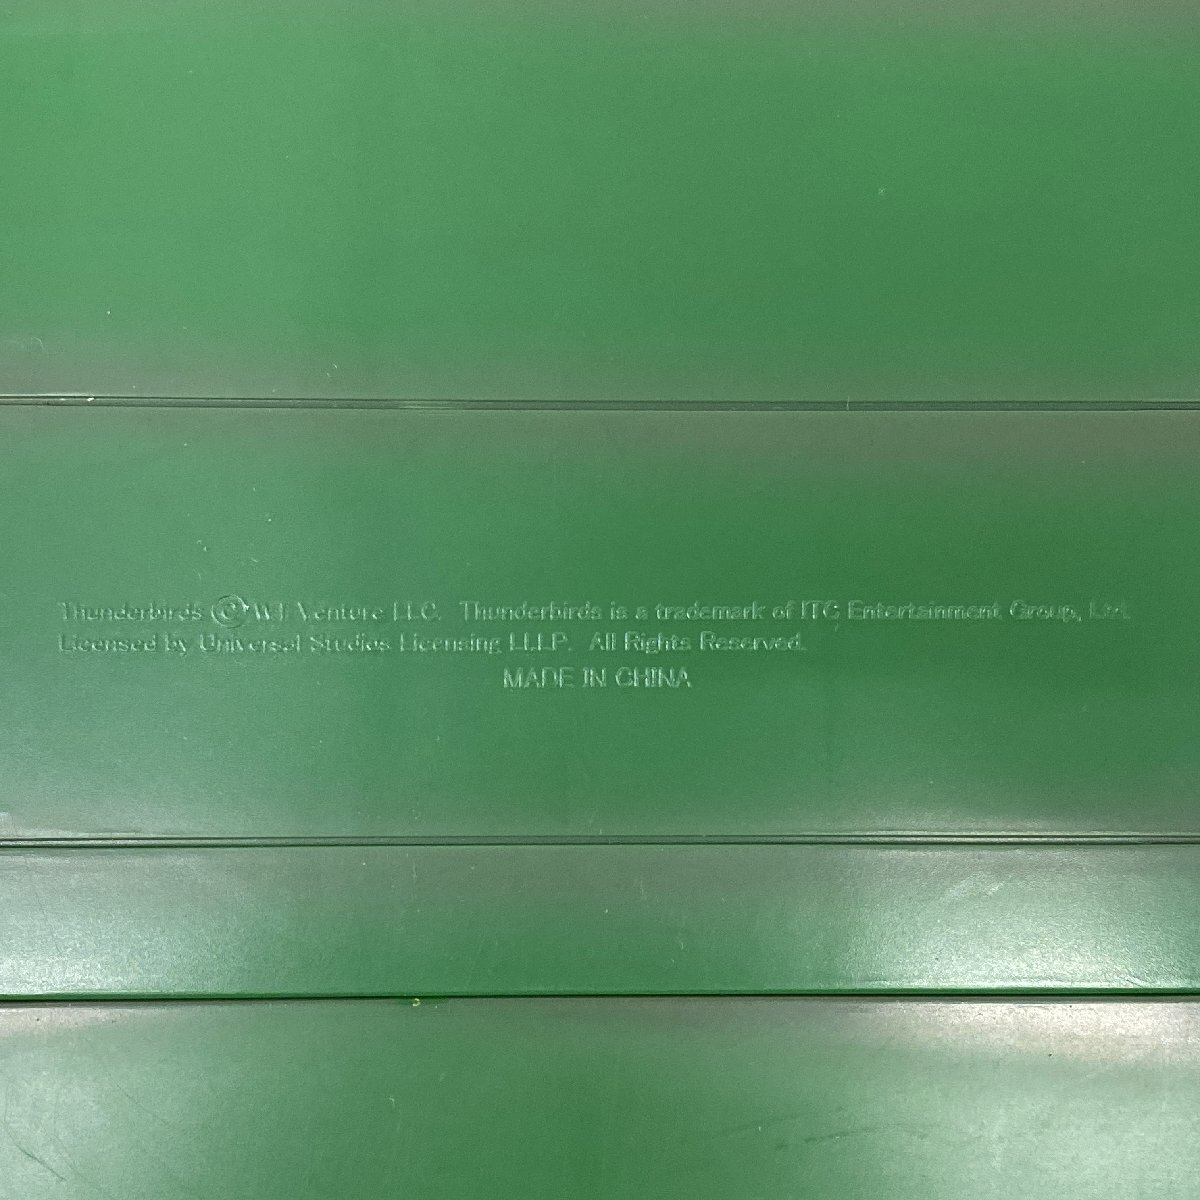 Thunderbirds © WT Venture LLC. Thunderbirds is a trademark of ITC Entertainment Group, Ltd.
Licensed by Universal Studios Licensing LLLP. All Rights Reserved.
MADE IN CHINA